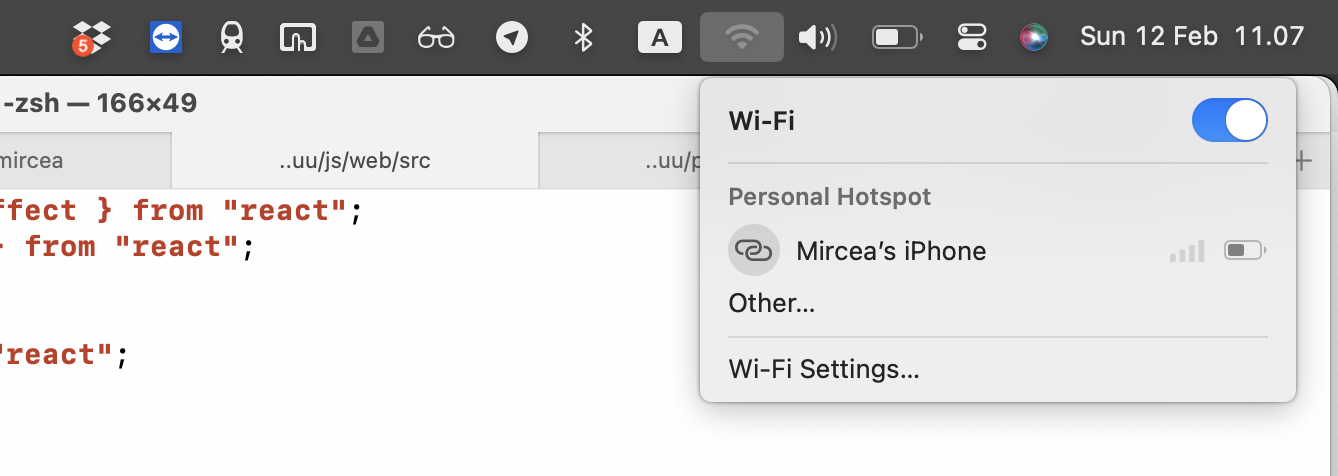 5
A
Sun 12 Feb 11.07
-zsh — 166×49
mircea
..uu/js/web/src
..uu/p
+
ffect } from "react";
from "react";
"react";
Wi-Fi
Personal Hotspot
Mircea’s iPhone
Other...
Wi-Fi Settings...